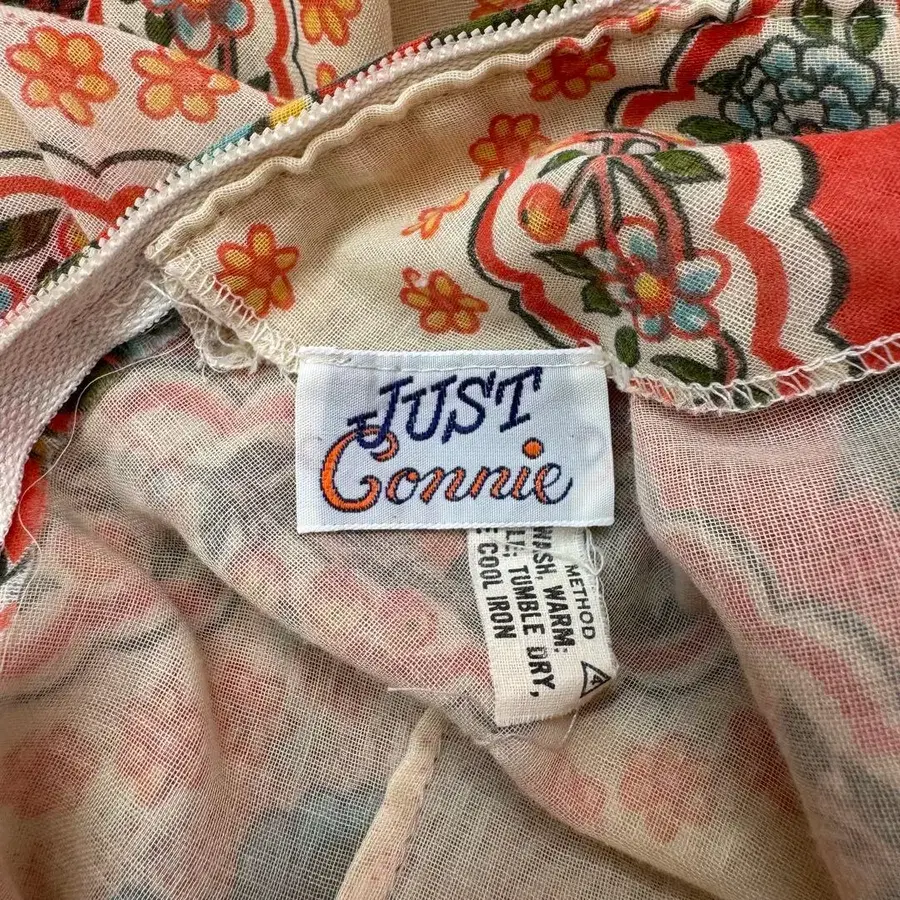 JUST
Connie
METHOD 4
WASH, WARM.
TUMBLE DRY,
COOL IRON